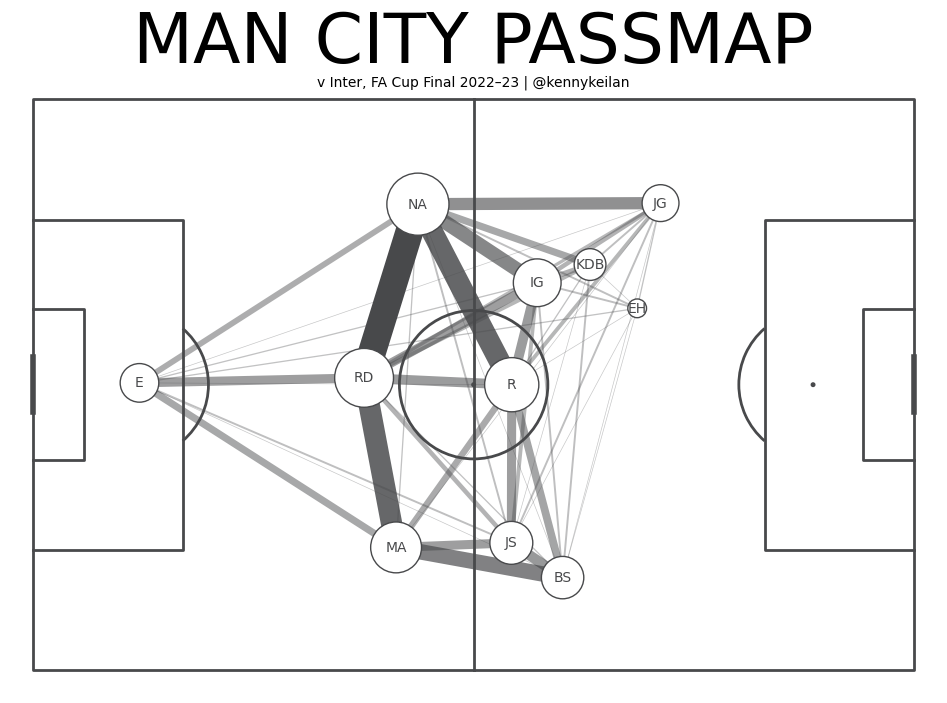 MAN CITY PASSMAP
v Inter, FA Cup Final 2022–23 | @kennykeilan
NA
JG
KDB
IG
EH
RD
E
R
JS
MA
BS